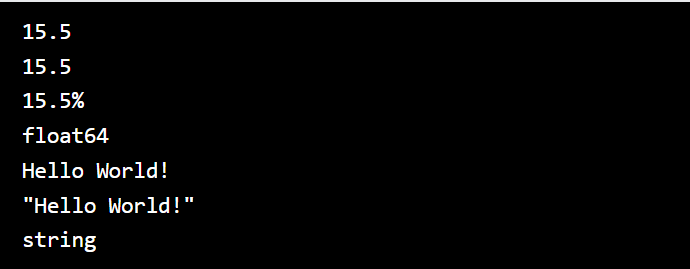 15.5
15.5
15.5%
float64
Hello World!
"Hello World!"
string